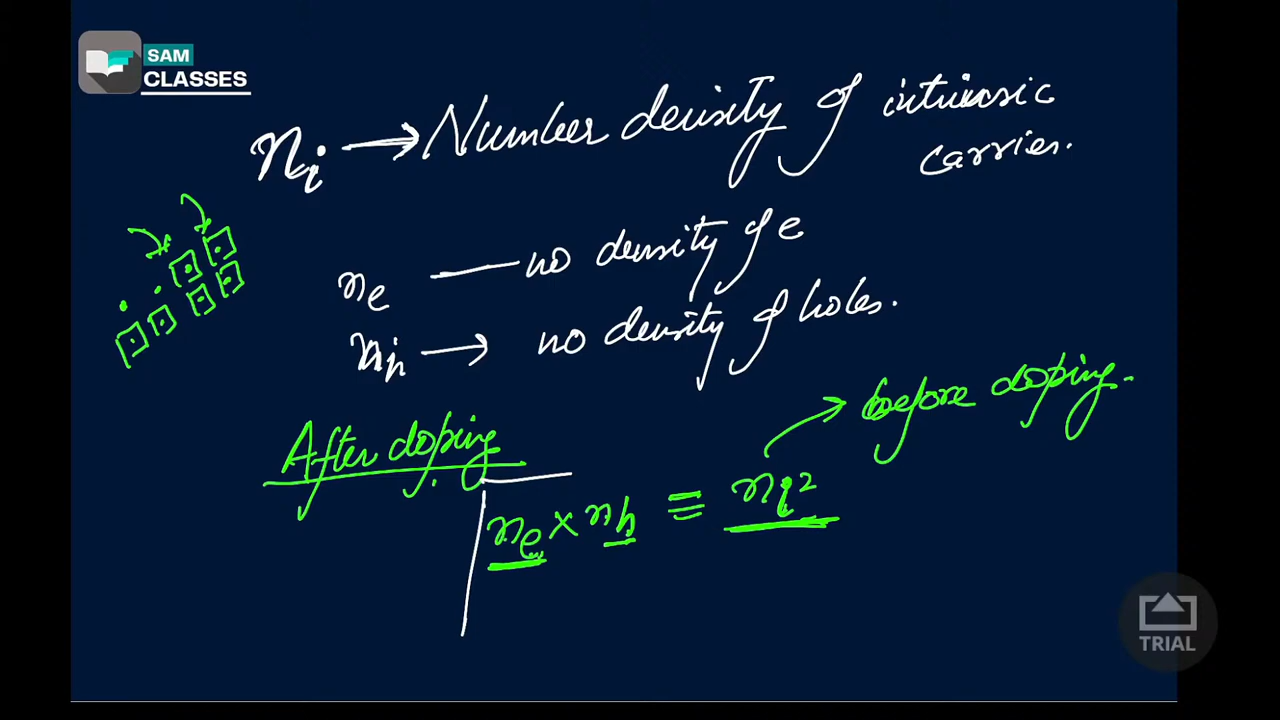 SAM
CLASSES
ni → Number density of intrinsic
carrier.
ne — no density of e
nh → no density of holes.
After doping
before doping.
ne × nh ≡ ni²
TRIAL